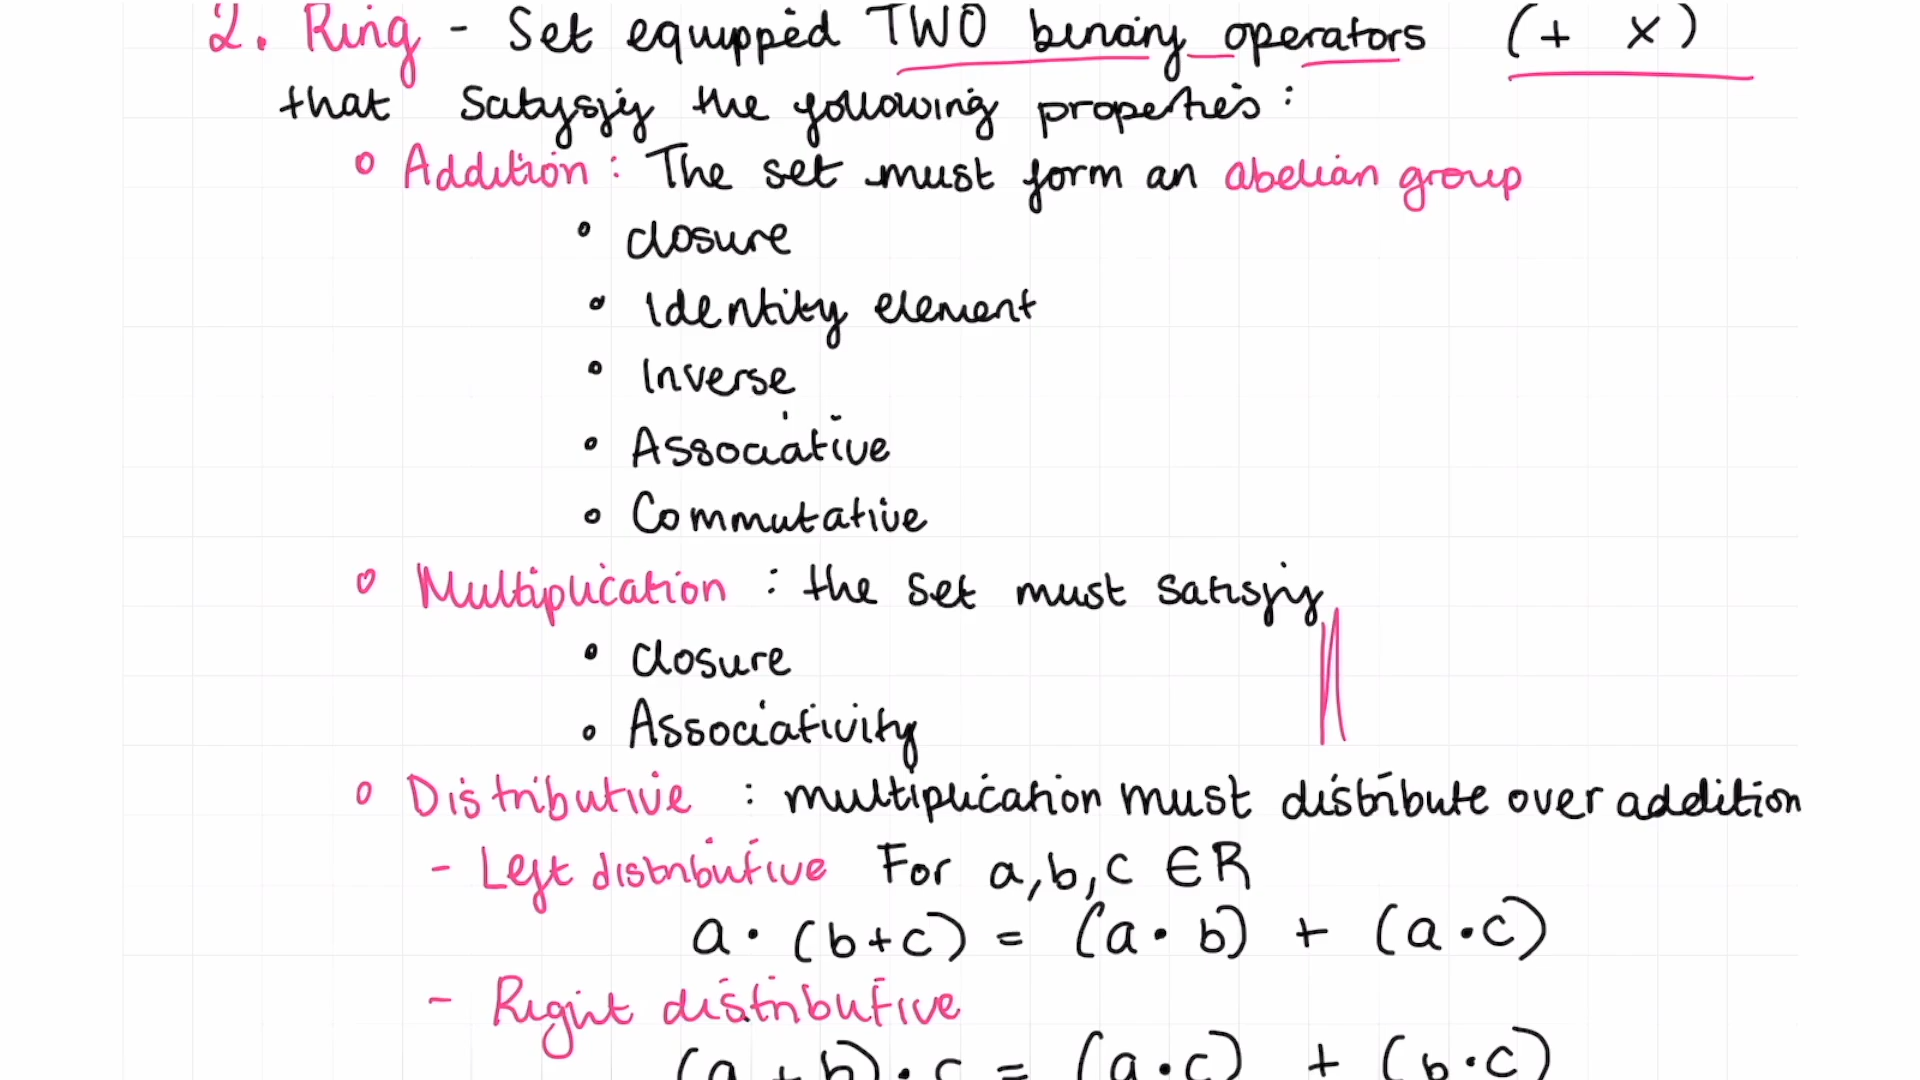 2. Ring - Set equipped TWO binary operators (+ ×)
that satisfy the following properties:
Addition: The set must form an abelian group
closure
Identity element
Inverse
Associative
Commutative
Multiplication : the set must satisfy
closure
Associativity
Distributive : multiplication must distribute over addition
- Left distributive For a,b,c ∈ R
a · (b+c) = (a · b) + (a · c)
- Right distributive
(a + b) · c = (a · c) + (b · c)